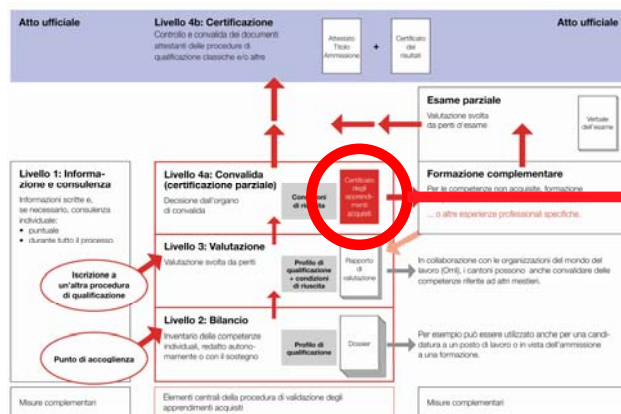 Atto ufficiale
Livello 4b: Certificazione
Controllo e convalida dei documenti
attestanti delle procedure di
qualificazione classiche e/o altre
Attestato
Titolo
Ammissione
+
Certificato
dei
risultati
Atto ufficiale
Esame parziale
Valutazione svolta
da periti d'esame
Verbale
dell'esame
Livello 1: Informa-
zione e consulenza
Informazioni scritte e,
se necessario, consulenza
individuale:
• puntuale
• durante tutto il processo
Livello 4a: Convalida
(certificazione parziale)
Decisione dall'organo
di convalida
Condizioni
di riuscita
Certificato
degli
apprendi-
menti
acquisiti
Formazione complementare
Per le competenze non acquisite, formazione
... o altre esperienze professionali specifiche.
Iscrizione a
un'altra procedura
di qualificazione
Livello 3: Valutazione
Valutazione svolta da periti
Profilo di
qualificazione
+ condizioni
di riuscita
Rapporto
di
valutazione
In collaborazione con le organizzazioni del mondo del
lavoro (Oml), i cantoni possono anche convalidare delle
competenze riferite ad altri mestieri.
Punto di accoglienza
Livello 2: Bilancio
Inventario delle competenze
individuali, redatto autono-
mamente o con il sostegno
Profilo di
qualificazione
Dossier
Per esempio può essere utilizzato anche per una candi-
datura a un posto di lavoro o in vista dell'ammissione
a una formazione.
Misure complementari
Elementi centrali della procedura di validazione degli
apprendimenti acquisiti
Misure complementari